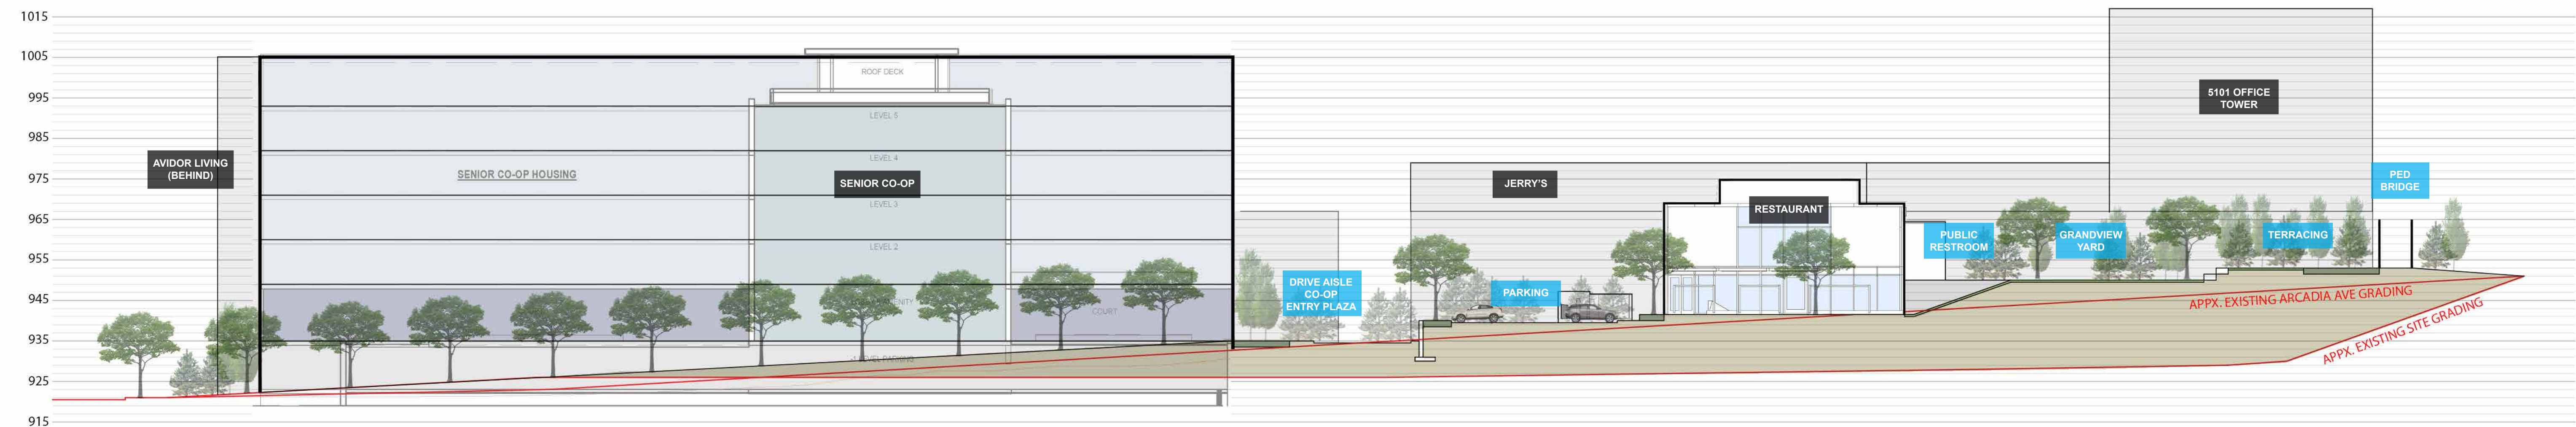 1015
1005
995
985
975
965
955
945
935
925
915
AVIDOR LIVING
(BEHIND)
SENIOR CO-OP HOUSING
ROOF DECK
LEVEL 5
LEVEL 4
SENIOR CO-OP
LEVEL 3
LEVEL 2
AMENITY
COURT
LEVEL PARKING
DRIVE AISLE
CO-OP
ENTRY PLAZA
JERRY'S
PARKING
RESTAURANT
PUBLIC
RESTROOM
GRANDVIEW
YARD
5101 OFFICE
TOWER
TERRACING
PED
BRIDGE
APPX. EXISTING ARCADIA AVE GRADING
APPX. EXISTING SITE GRADING